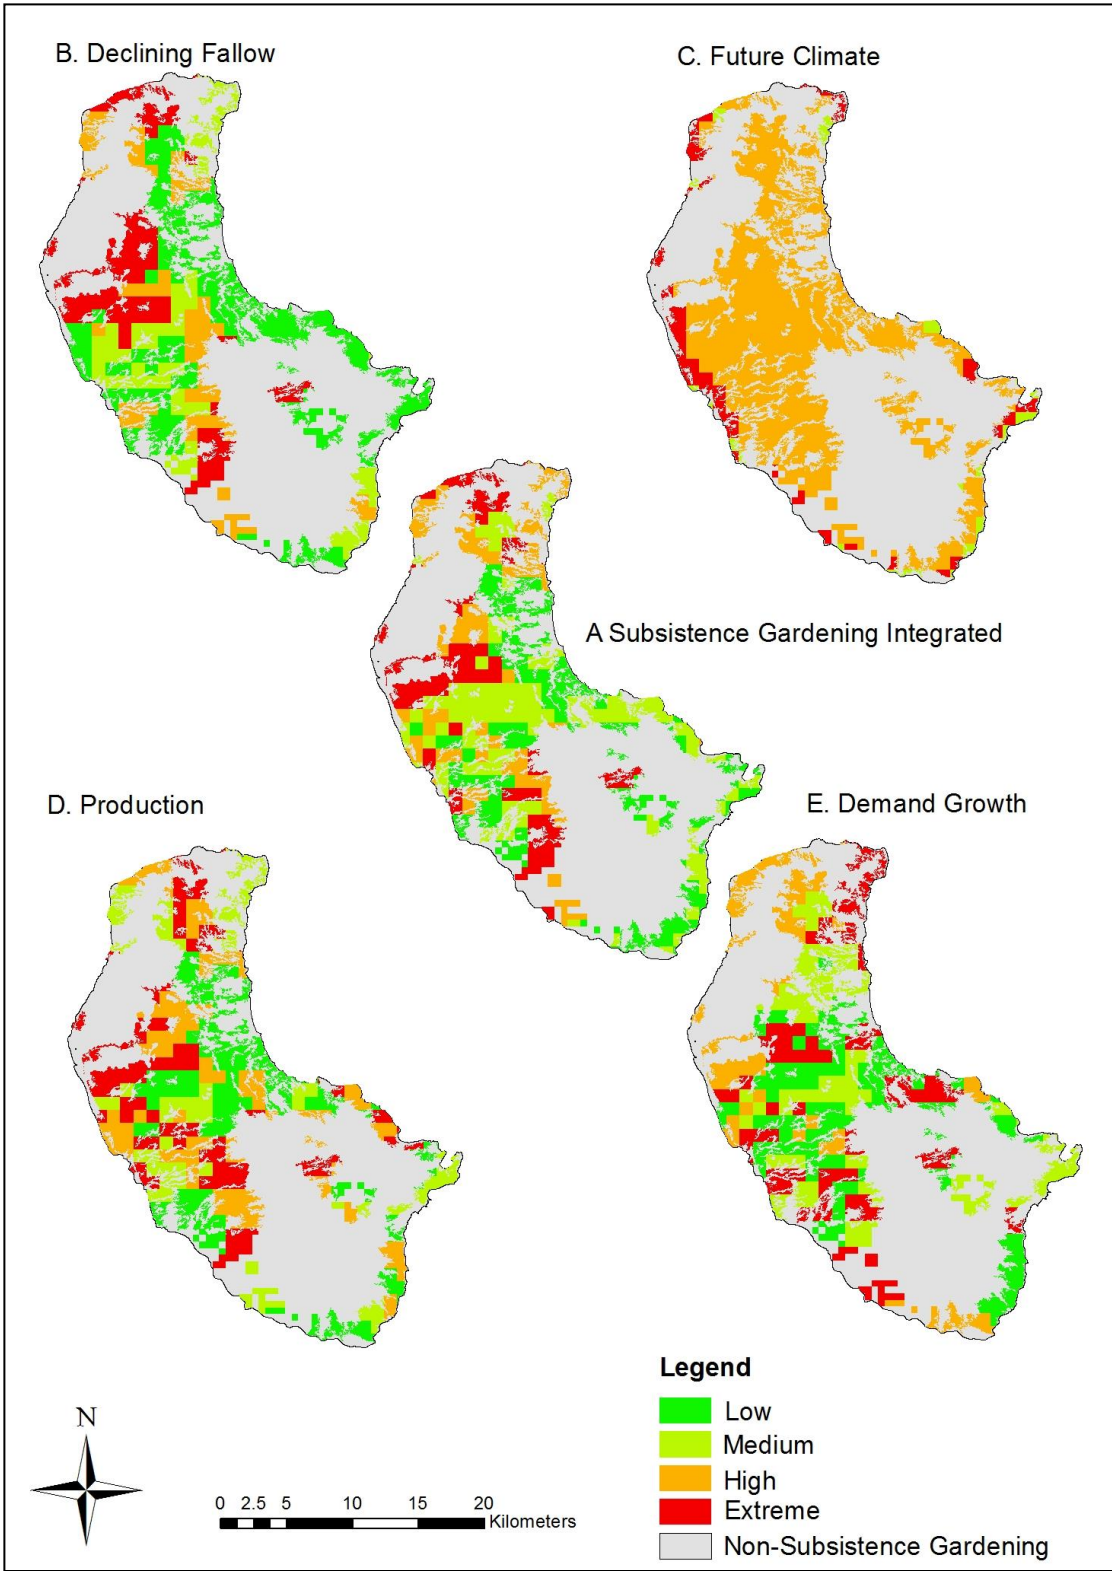 B. Declining Fallow
C. Future Climate
A Subsistence Gardening Integrated
D. Production
E. Demand Growth
Legend
Low
Medium
High
Extreme
Non-Subsistence Gardening
N
0 2.5 5 10 15 20
Kilometers